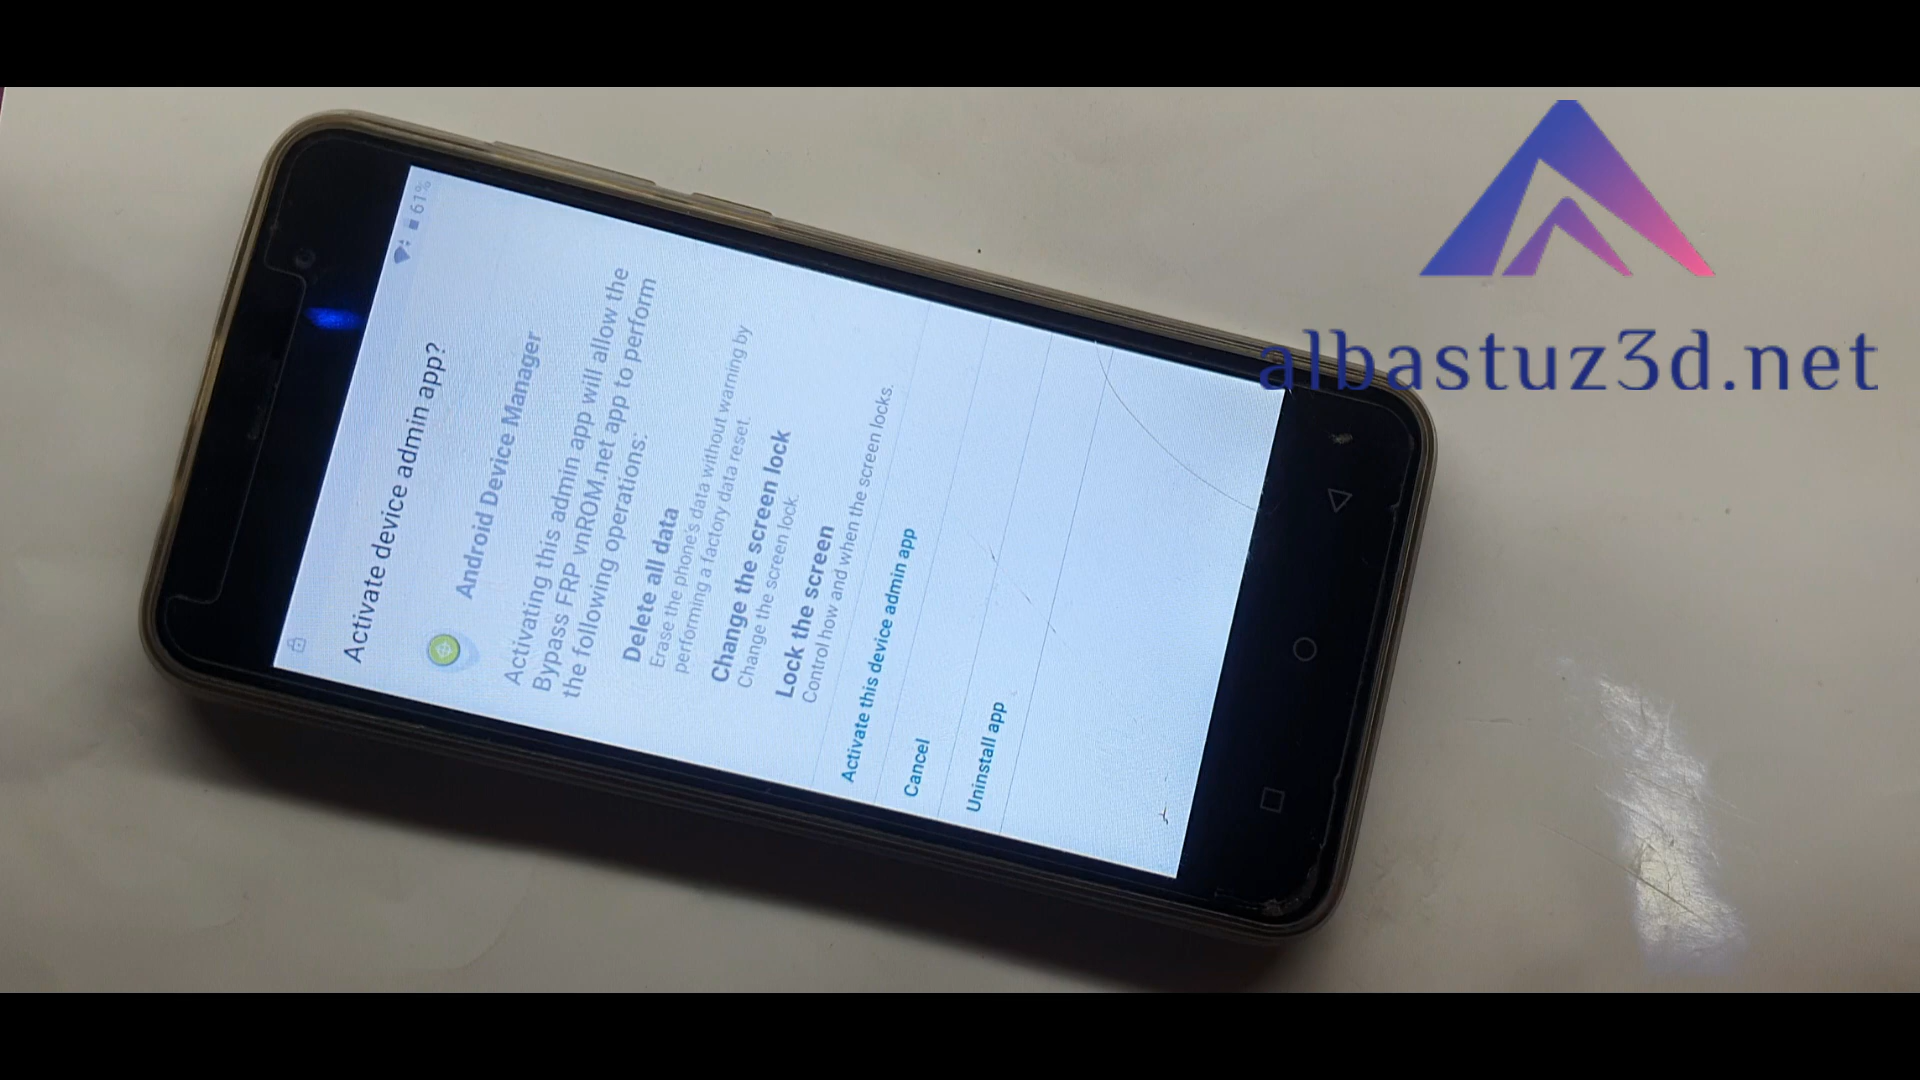 61%
Activate device admin app?
Android Device Manager
Activating this admin app will allow the
Bypass FRP vnROM.net app to perform
the following operations:
Delete all data
Erase the phone's data without warning by
performing a factory data reset.
Change the screen lock
Change the screen lock.
Lock the screen
Control how and when the screen locks.
Activate this device admin app
Cancel
Uninstall app
albastuz3d.net